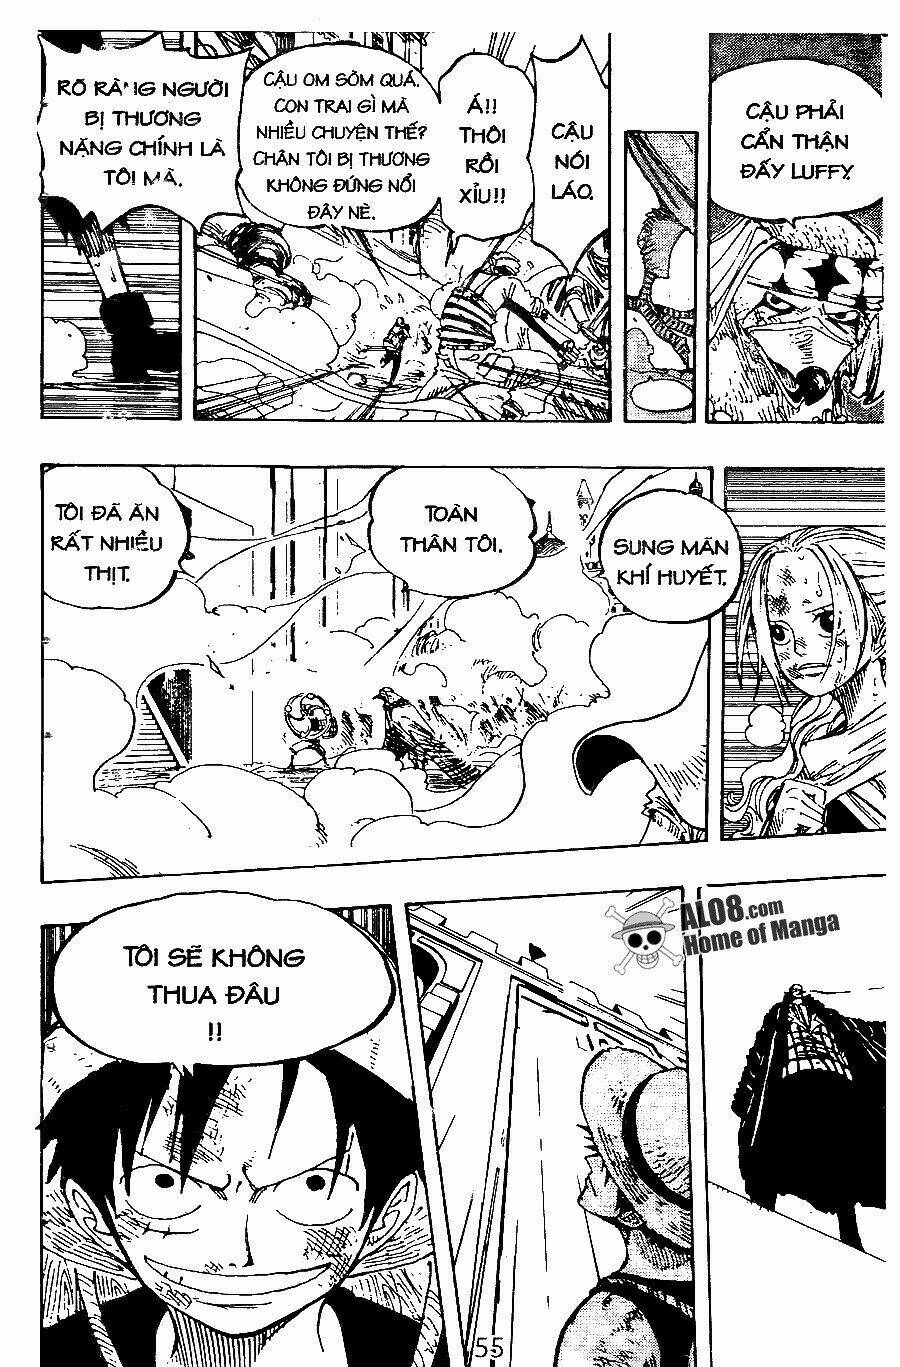 CẬU PHẢI
CẨN THẬN
ĐẤY LUFFY.
CẬU
NÓI
LÁO.
Á!!
THÔI
RỒI
XỈU!!
CẬU OM SÒM QUÁ.
CON TRAI GÌ MÀ
NHIỀU CHUYỆN THẾ?
CHÂN TÔI BỊ THƯƠNG
KHÔNG ĐỨNG NỔI
ĐÂY NÈ.
RÕ RÀNG NGƯỜI
BỊ THƯƠNG
NẶNG CHÍNH LÀ
TÔI MÀ.
SUNG MÃN
KHÍ HUYẾT.
TOÀN
THÂN TÔI.
TÔI ĐÃ ĂN
RẤT NHIỀU
THỊT.
AL08.com
Home of Manga
TÔI SẼ KHÔNG
THUA ĐÂU
!!
55